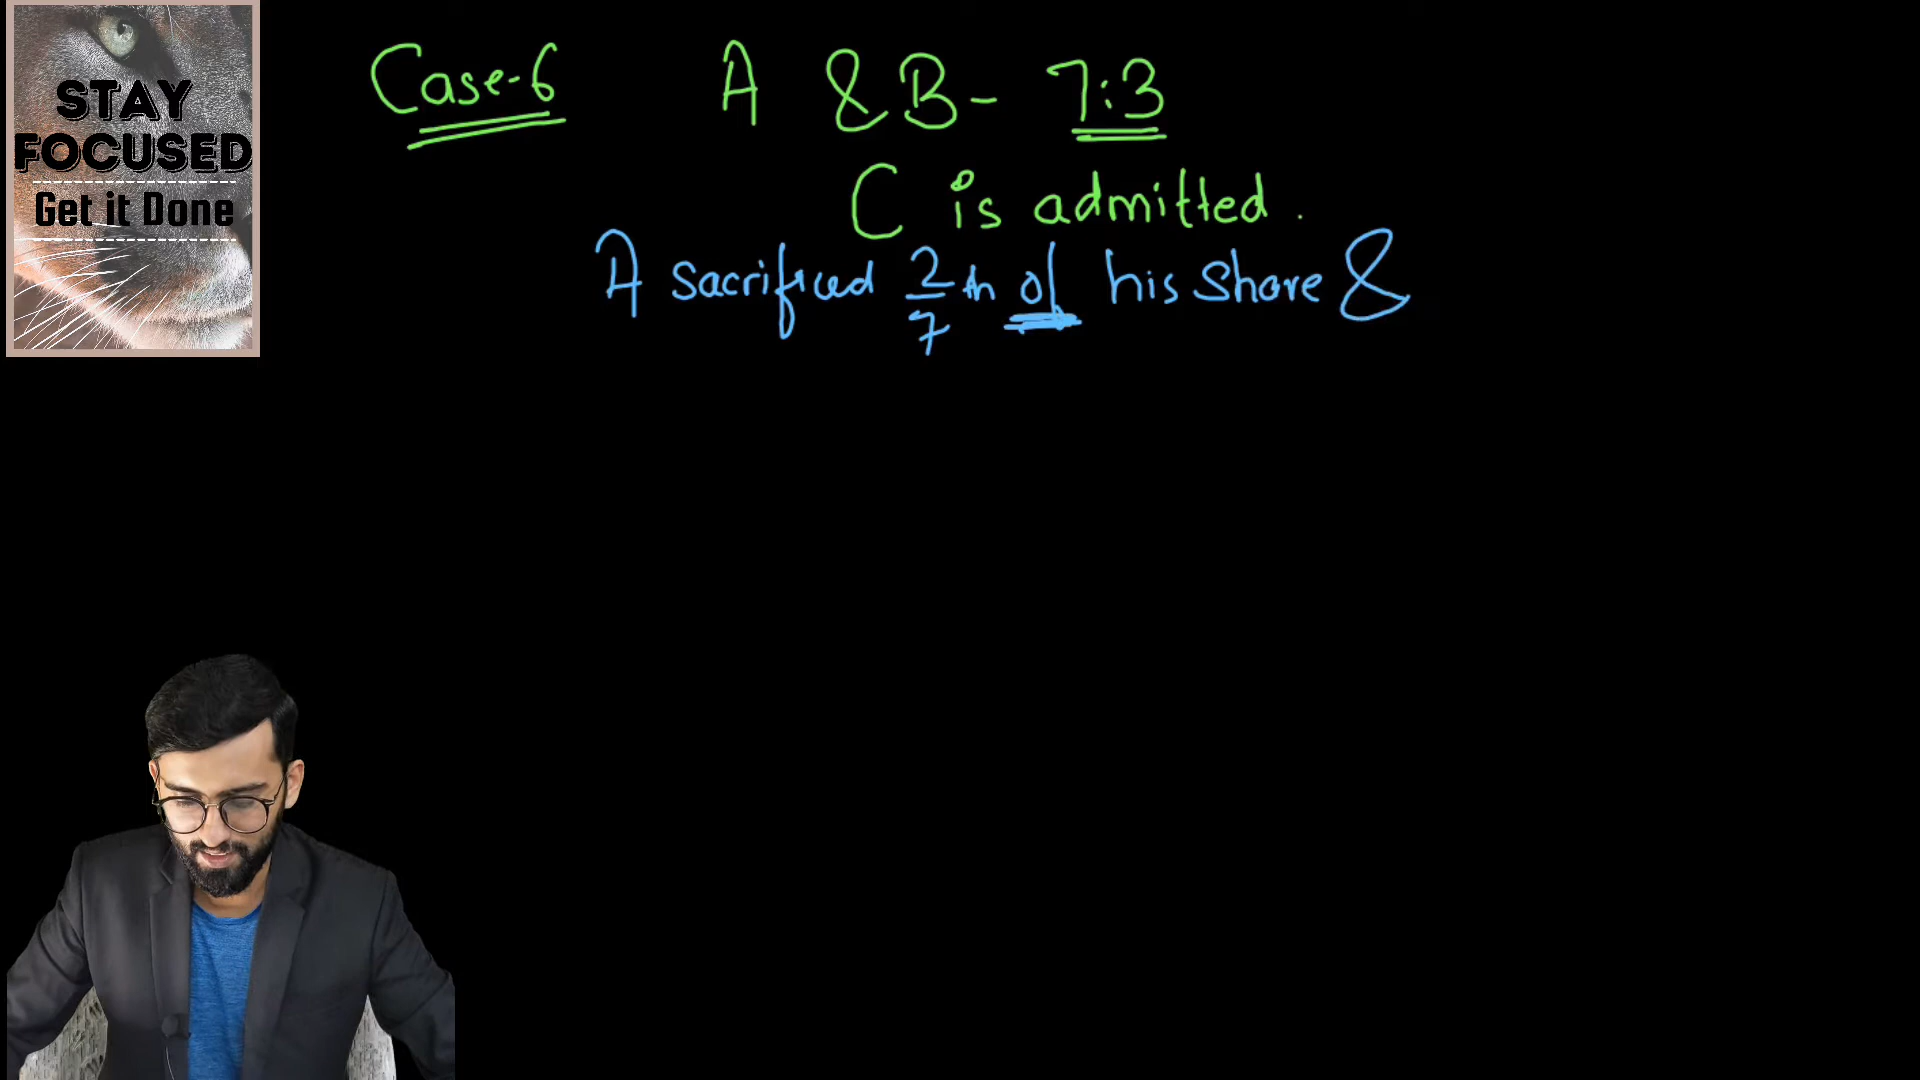 STAY
FOCUSED
Get it Done
Case-6 A & B - 7:3
C is admitted.
A sacrificed 2/7 th of his share &